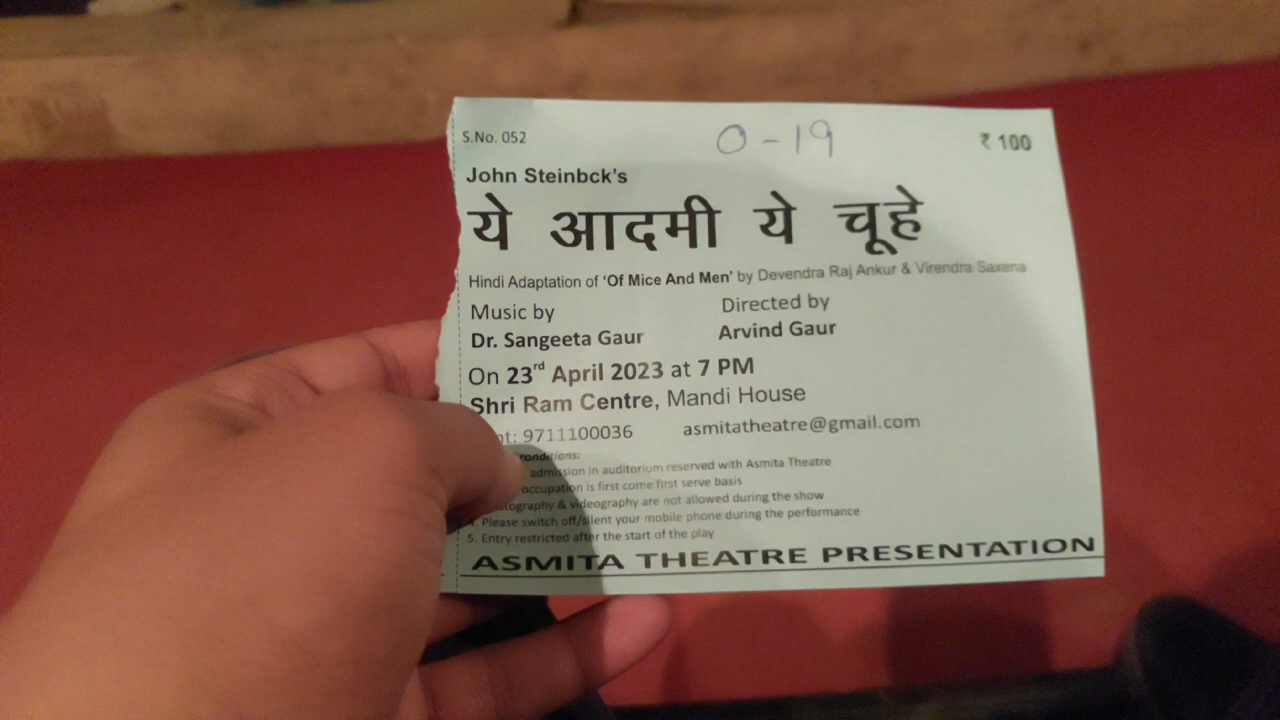 S.No. 052 O-19 ₹ 100
John Steinbck's
ये आदमी ये चूहे
Hindi Adaptation of 'Of Mice And Men' by Devendra Raj Ankur & Virendra Saxena
Music by Directed by
Dr. Sangeeta Gaur Arvind Gaur
On 23rd April 2023 at 7 PM
Shri Ram Centre, Mandi House
9711100036 asmitatheatre@gmail.com
conditions:
admission in auditorium reserved with Asmita Theatre
occupation is first come first serve basis
& videography are not allowed during the show
4. Please switch off/silent your mobile phone during the performance
5. Entry restricted after the start of the play
ASMITA THEATRE PRESENTATION